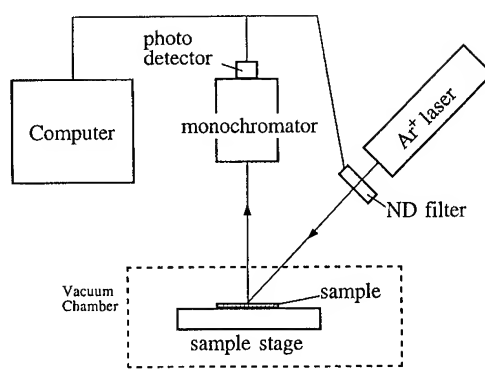 photo
detector
Computer
monochromator
Ar+ laser
ND filter
Vacuum
Chamber
sample
sample stage